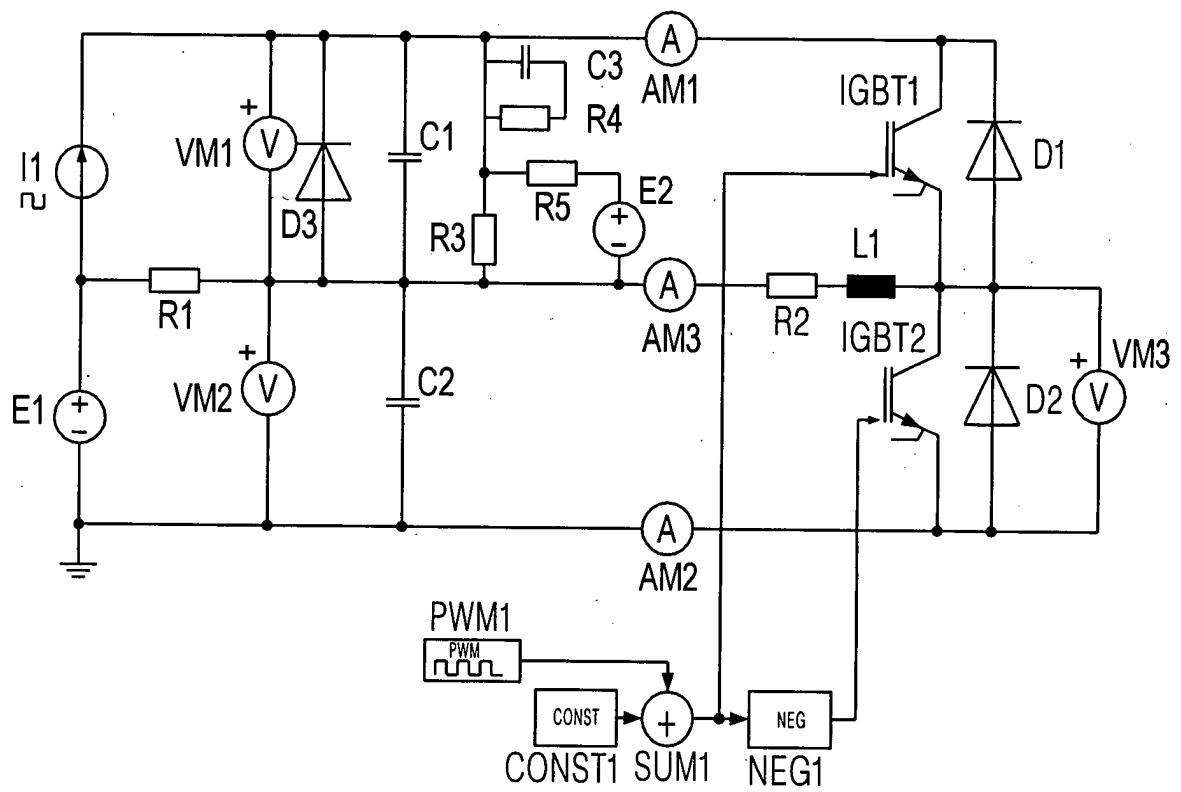 A
C3
AM1
IGBT1
R4
+
V
VM1
C1
D1
I1
D3
R5
E2
+
-
R3
L1
A
R1
R2
AM3
IGBT2
+
V
VM2
C2
VM3
+
V
D2
E1
+
-
A
AM2
PWM1
PWM
CONST
+
NEG
CONST1
SUM1
NEG1